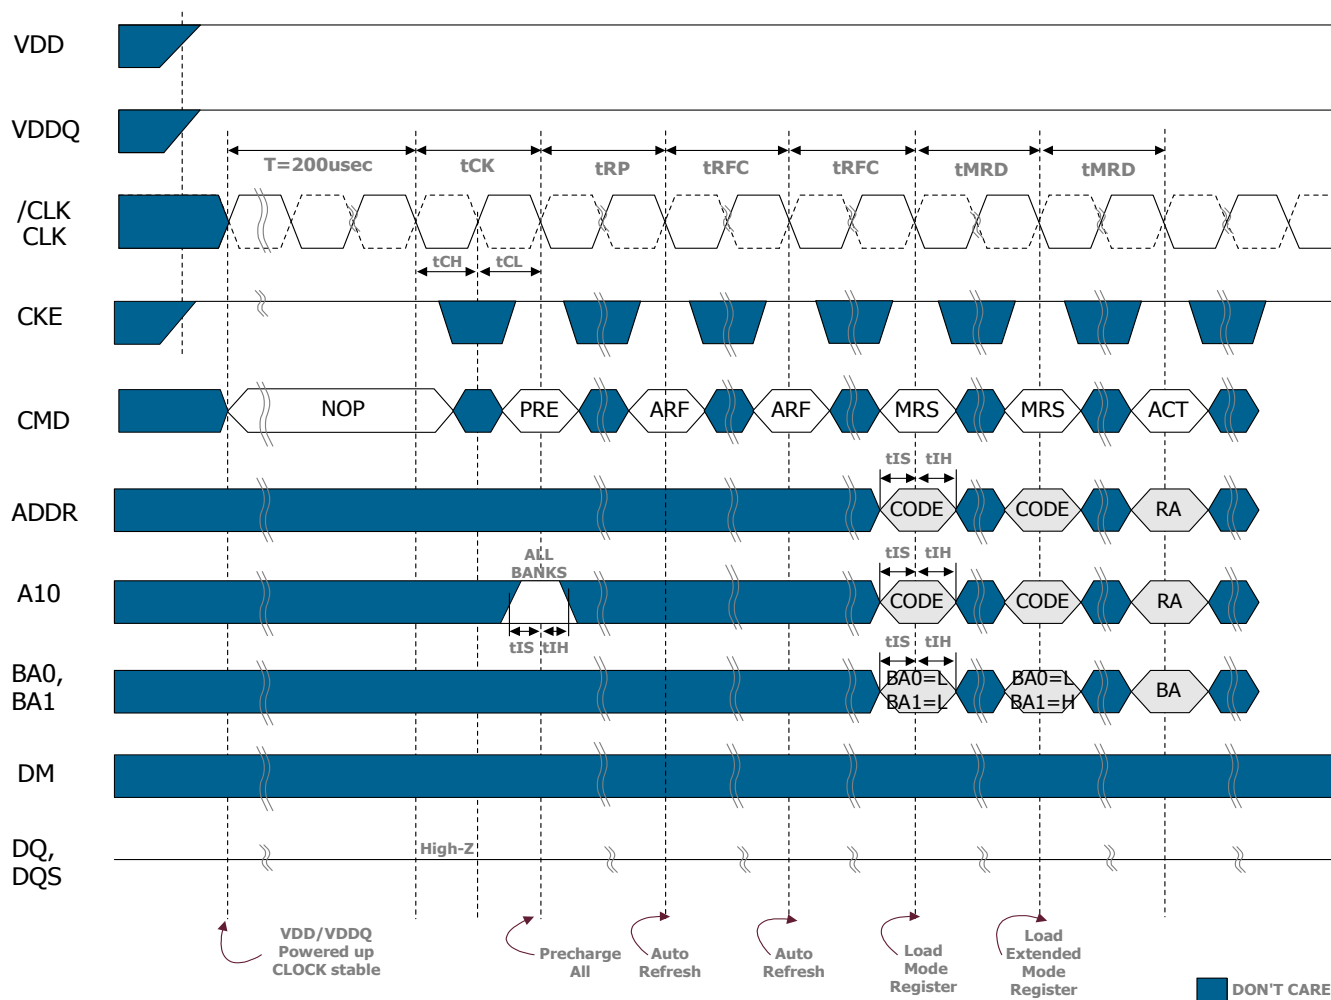 VDD
VDDQ
T=200usec tCK tRP tRFC tRFC tMRD tMRD
/CLK
CLK
tCH tCL
CKE
CMD NOP PRE ARF ARF MRS MRS ACT
tIS tIH
ADDR CODE CODE RA
ALL
BANKS
tIS tIH
A10 CODE CODE RA
tIS tIH
tIS tIH
BA0,
BA1
BA0=L BA0=L
BA1=L BA1=H
BA
DM
High-Z
DQ,
DQS
VDD/VDDQ
Powered up
CLOCK stable
Precharge
All
Auto
Refresh
Auto
Refresh
Load
Mode
Register
Load
Extended
Mode
Register
DON'T CARE